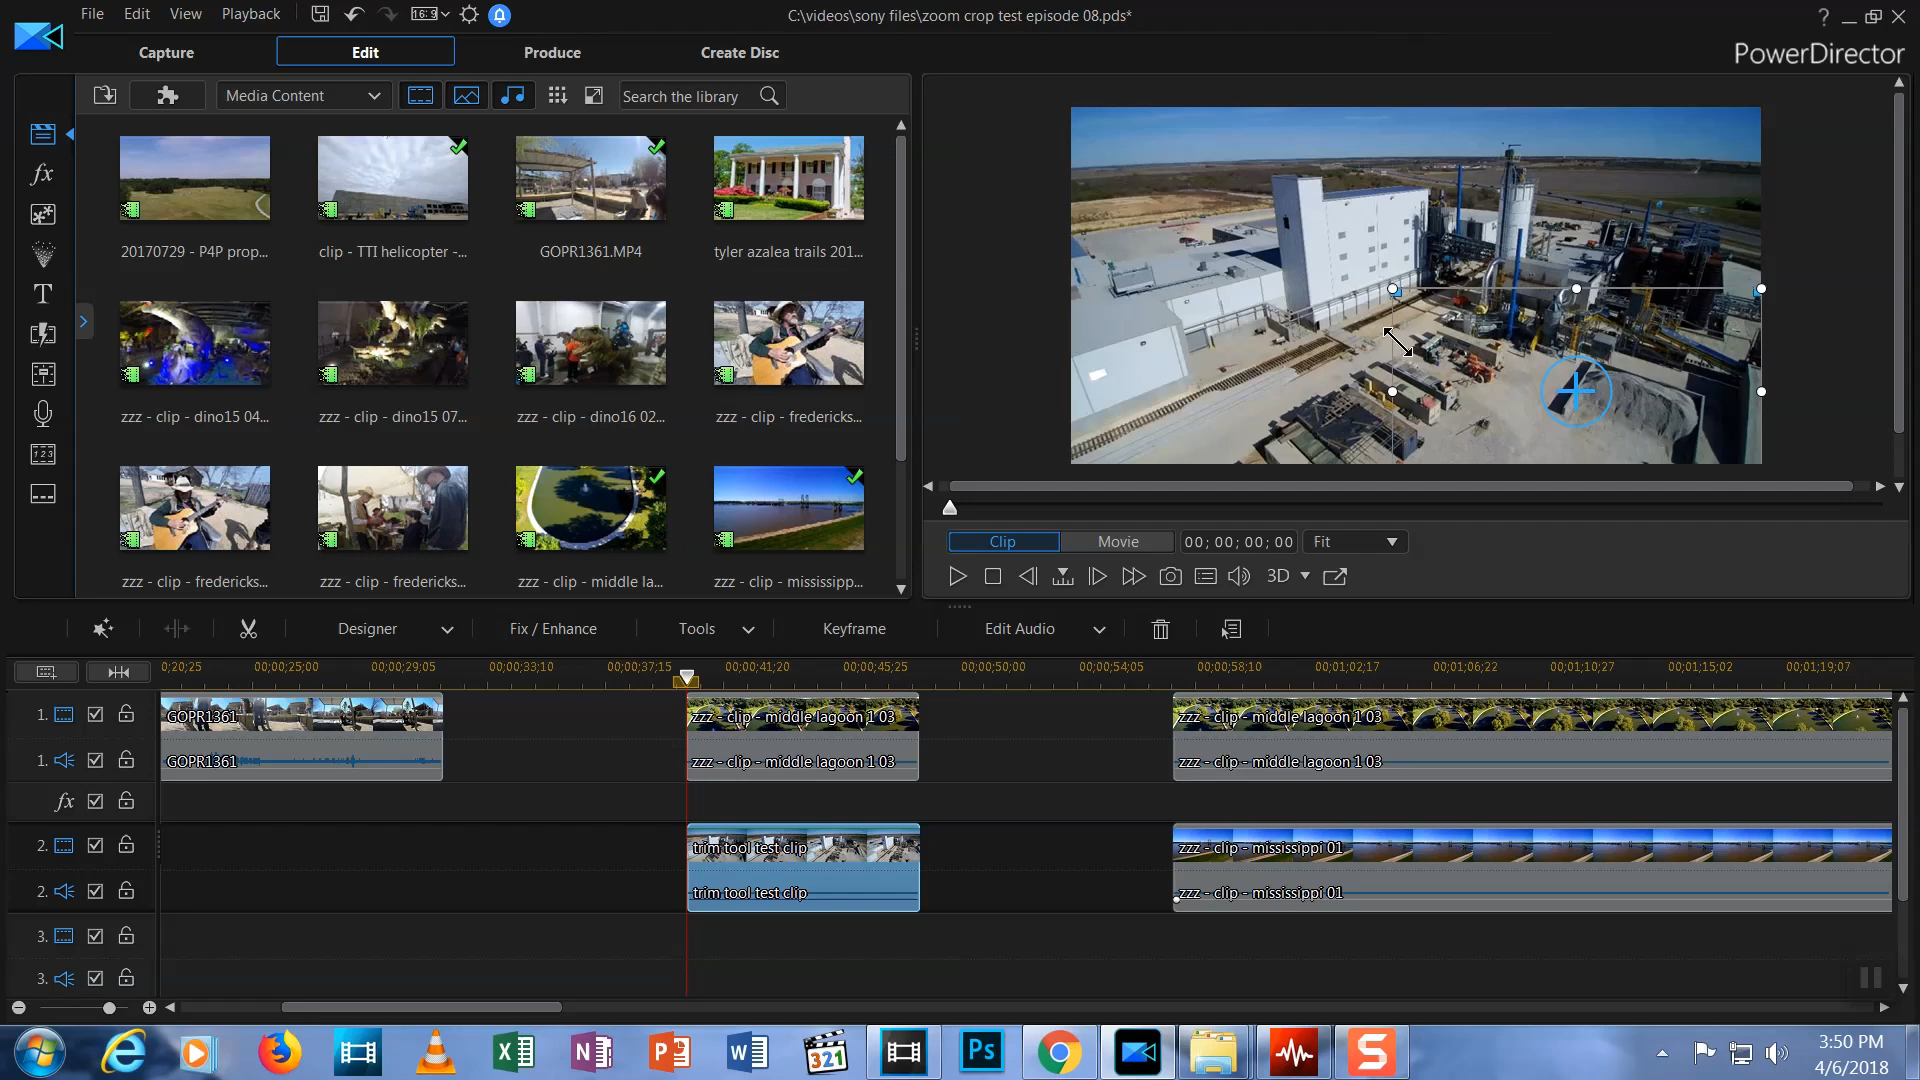 File Edit View Playback 16:9 C:\videos\sony files\zoom crop test episode 08.pds* ?
Capture Edit Produce Create Disc PowerDirector
Media Content Search the library
20170729 - P4P prop... clip - TTI helicopter -... GOPR1361.MP4 tyler azalea trails 201...
zzz - clip - dino15 04... zzz - clip - dino15 07... zzz - clip - dino16 02... zzz - clip - fredericks...
zzz - clip - fredericks... zzz - clip - fredericks... zzz - clip - middle la... zzz - clip - mississipp...
fx
T
1 2 3
Clip Movie 00; 00; 00; 00 Fit
3D
Designer Fix / Enhance Tools Keyframe Edit Audio
0;20;25 00;00;25;00 00;00;29;05 00;00;33;10 00;00;37;15 00;00;41;20 00;00;45;25 00;00;50;00 00;00;54;05 00;00;58;10 00;01;02;17 00;01;06;22 00;01;10;27 00;01;15;02 00;01;19;07
1. GOPR1361 zzz - clip - middle lagoon 1 03 zzz - clip - middle lagoon 1 03
1. GOPR1361 zzz - clip - middle lagoon 1 03 zzz - clip - middle lagoon 1 03
fx
2. trim tool test clip zzz - clip - mississippi 01
2. trim tool test clip zzz - clip - mississippi 01
3.
3.
X N P W 321 Ps S
3:50 PM
4/6/2018